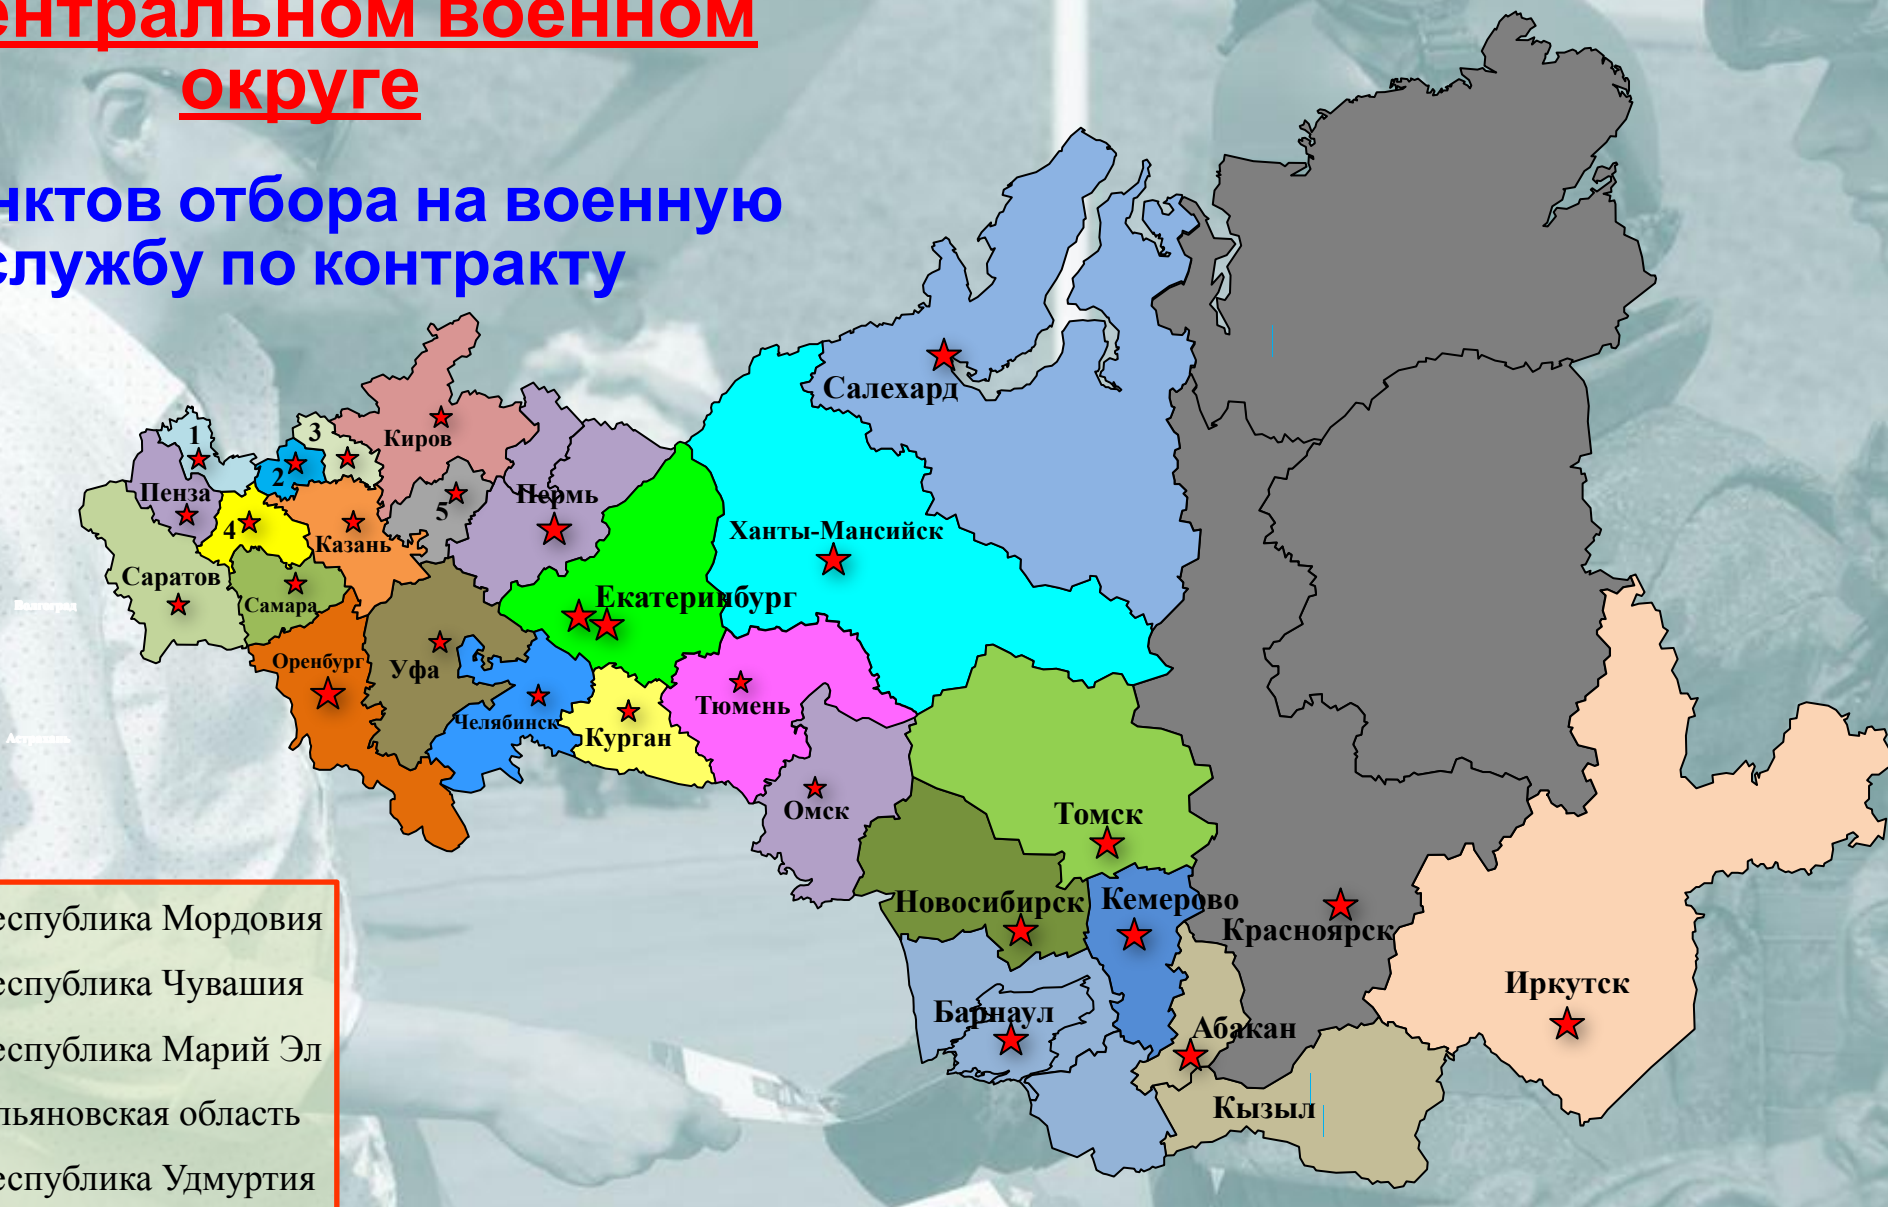 ентральном военном
округе
нктов отбора на военную
службу по контракту
Салехард
1
3
Киров
2
Пенза
Пермь
5
4
Ханты-Мансийск
Казань
Саратов
Екатеринбург
Самара
Волгоград
Оренбург
Уфа
Тюмень
Челябинск
Курган
Астрахань
Омск
Томск
Новосибирск
Кемерово
Красноярск
Иркутск
Барнаул
Абакан
Кызыл
еспублика Мордовия
еспублика Чувашия
еспублика Марий Эл
льяновская область
еспублика Удмуртия